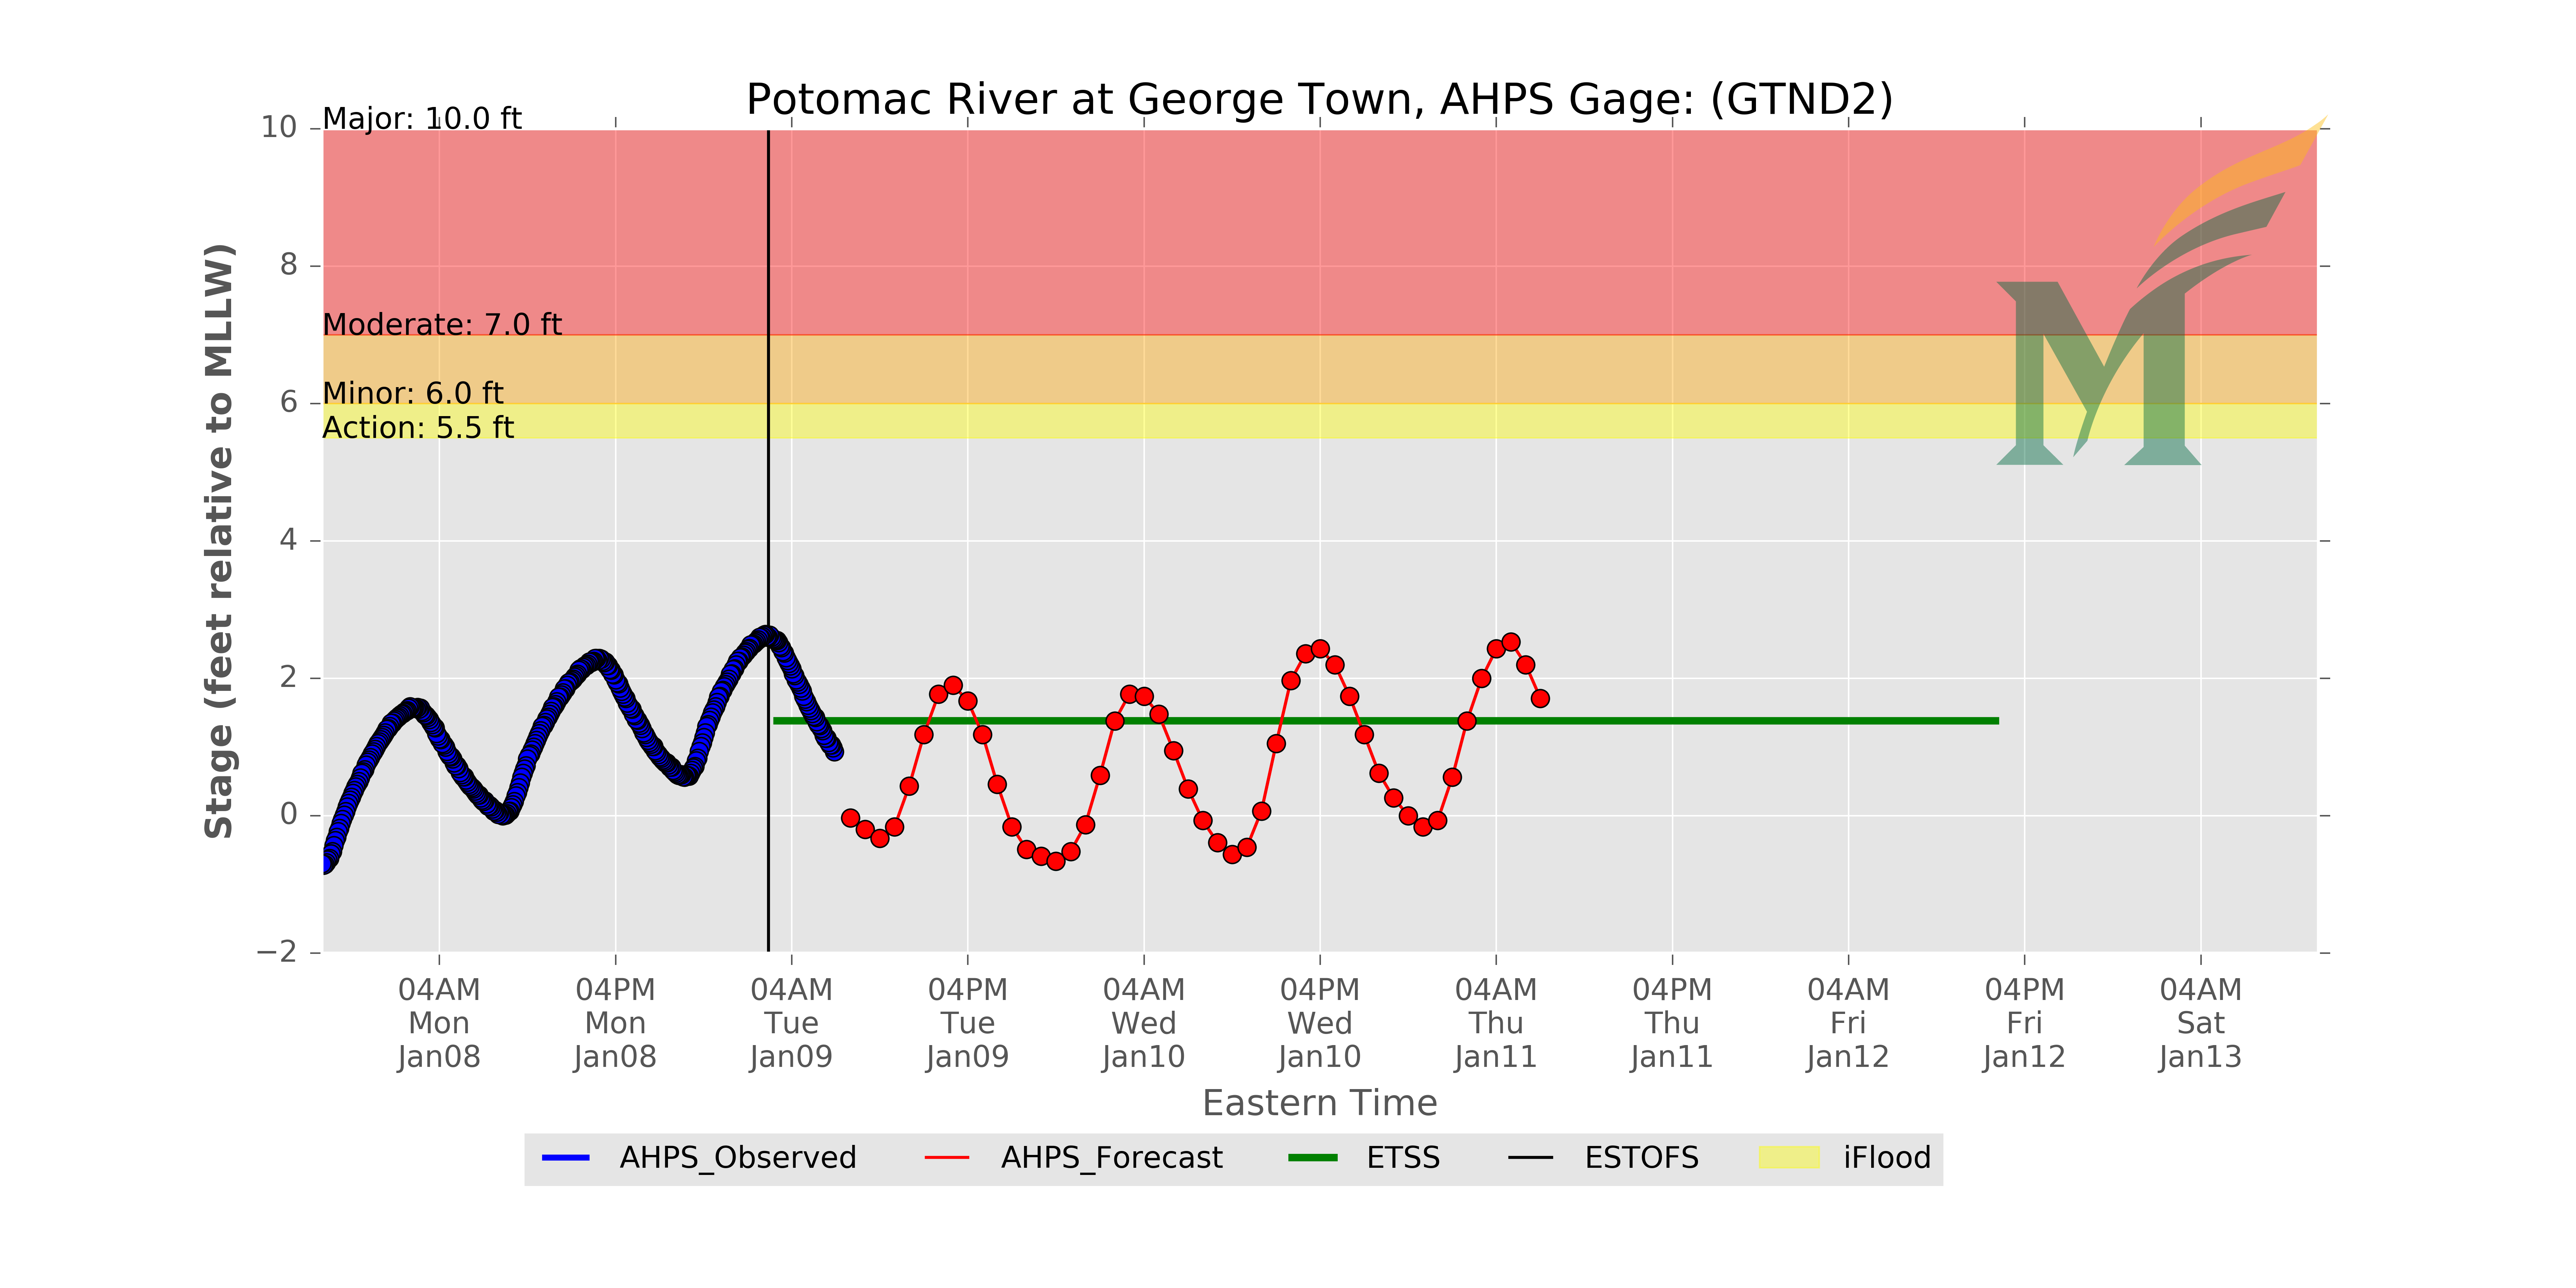 Potomac River at George Town, AHPS Gage: (GTND2)
Major: 10.0 ft
Moderate: 7.0 ft
Minor: 6.0 ft
Action: 5.5 ft
Stage (feet relative to MLLW)
10
8
6
4
2
0
−2
04AM Mon Jan08
04PM Mon Jan08
04AM Tue Jan09
04PM Tue Jan09
04AM Wed Jan10
04PM Wed Jan10
04AM Thu Jan11
04PM Thu Jan11
04AM Fri Jan12
04PM Fri Jan12
04AM Sat Jan13
Eastern Time
AHPS_Observed
AHPS_Forecast
ETSS
ESTOFS
iFlood
M